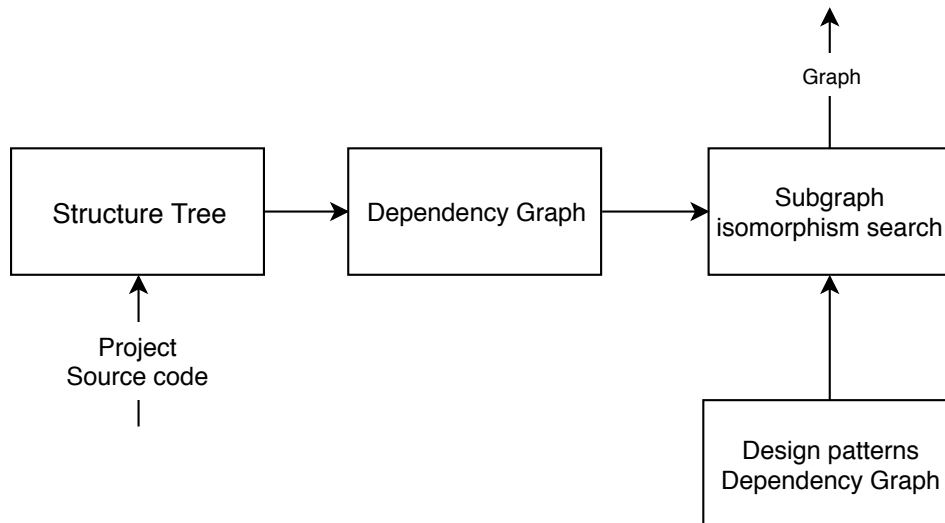 Graph
Structure Tree
Dependency Graph
Subgraph
isomorphism search
Project
Source code
Design patterns
Dependency Graph